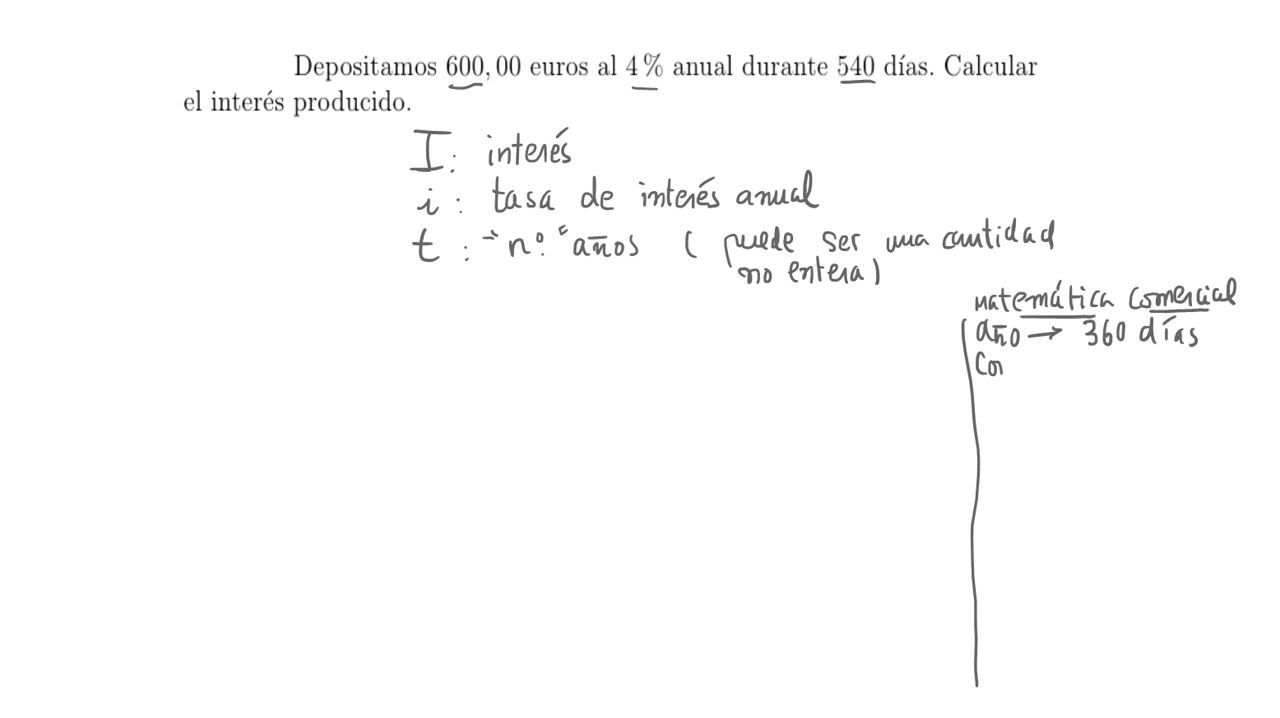 Depositamos 600,00 euros al 4% anual durante 540 días. Calcular
el interés producido.
I: interés
i: tasa de interés anual
t: n.º años (puede ser una cantidad
no entera)
matemática comercial
año → 360 días
Co